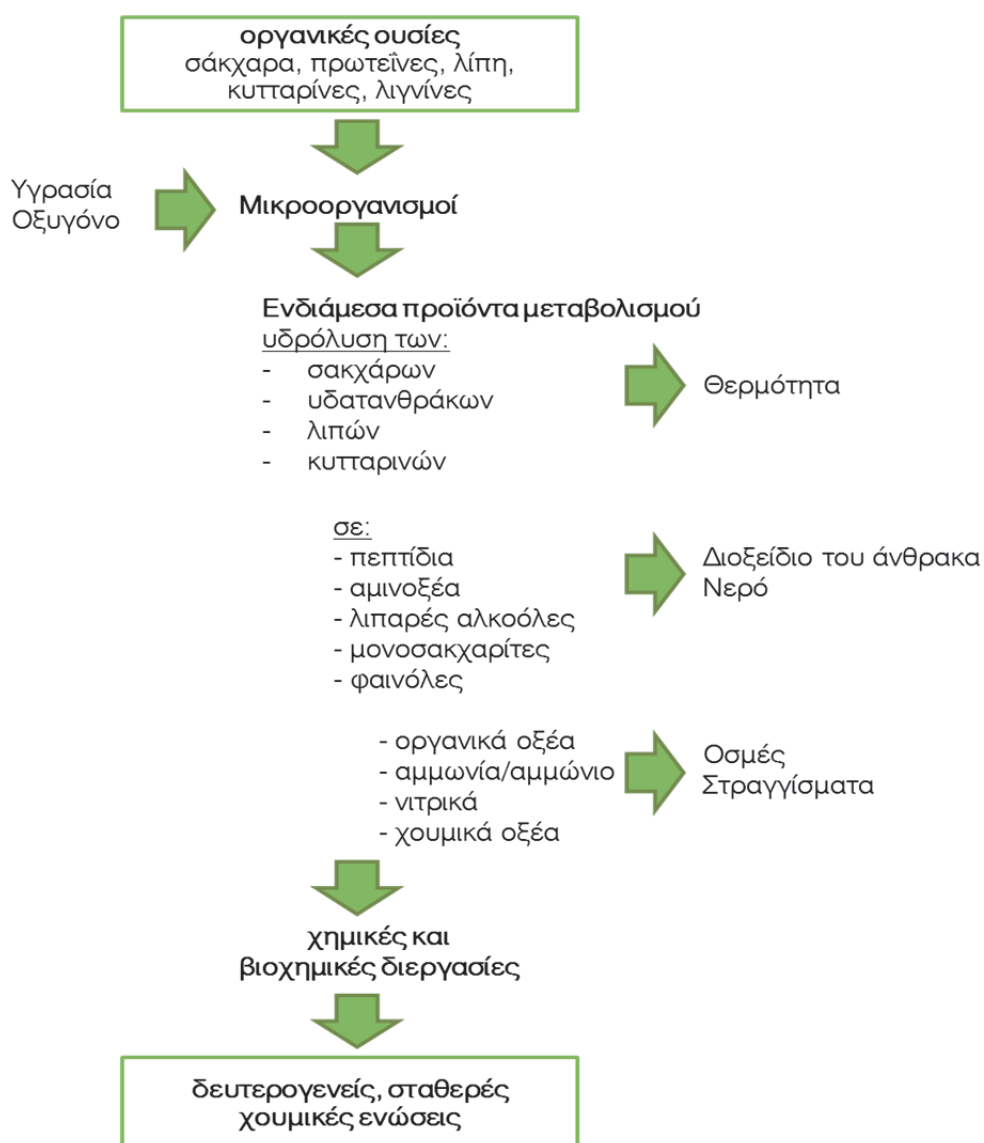 οργανικές ουσίες
σάκχαρα, πρωτεΐνες, λίπη,
κυτταρίνες, λιγνίνες
Υγρασία
Οξυγόνο
Μικροοργανισμοί
Ενδιάμεσα προϊόντα μεταβολισμού
υδρόλυση των:
- σακχάρων
- υδατανθράκων
- λιπών
- κυτταρινών
Θερμότητα
σε:
- πεπτίδια
- αμινοξέα
- λιπαρές αλκοόλες
- μονοσακχαρίτες
- φαινόλες
Διοξείδιο του άνθρακα
Νερό
- οργανικά οξέα
- αμμωνία/αμμώνιο
- νιτρικά
- χουμικά οξέα
Οσμές
Στραγγίσματα
χημικές και
βιοχημικές διεργασίες
δευτερογενείς, σταθερές
χουμικές ενώσεις